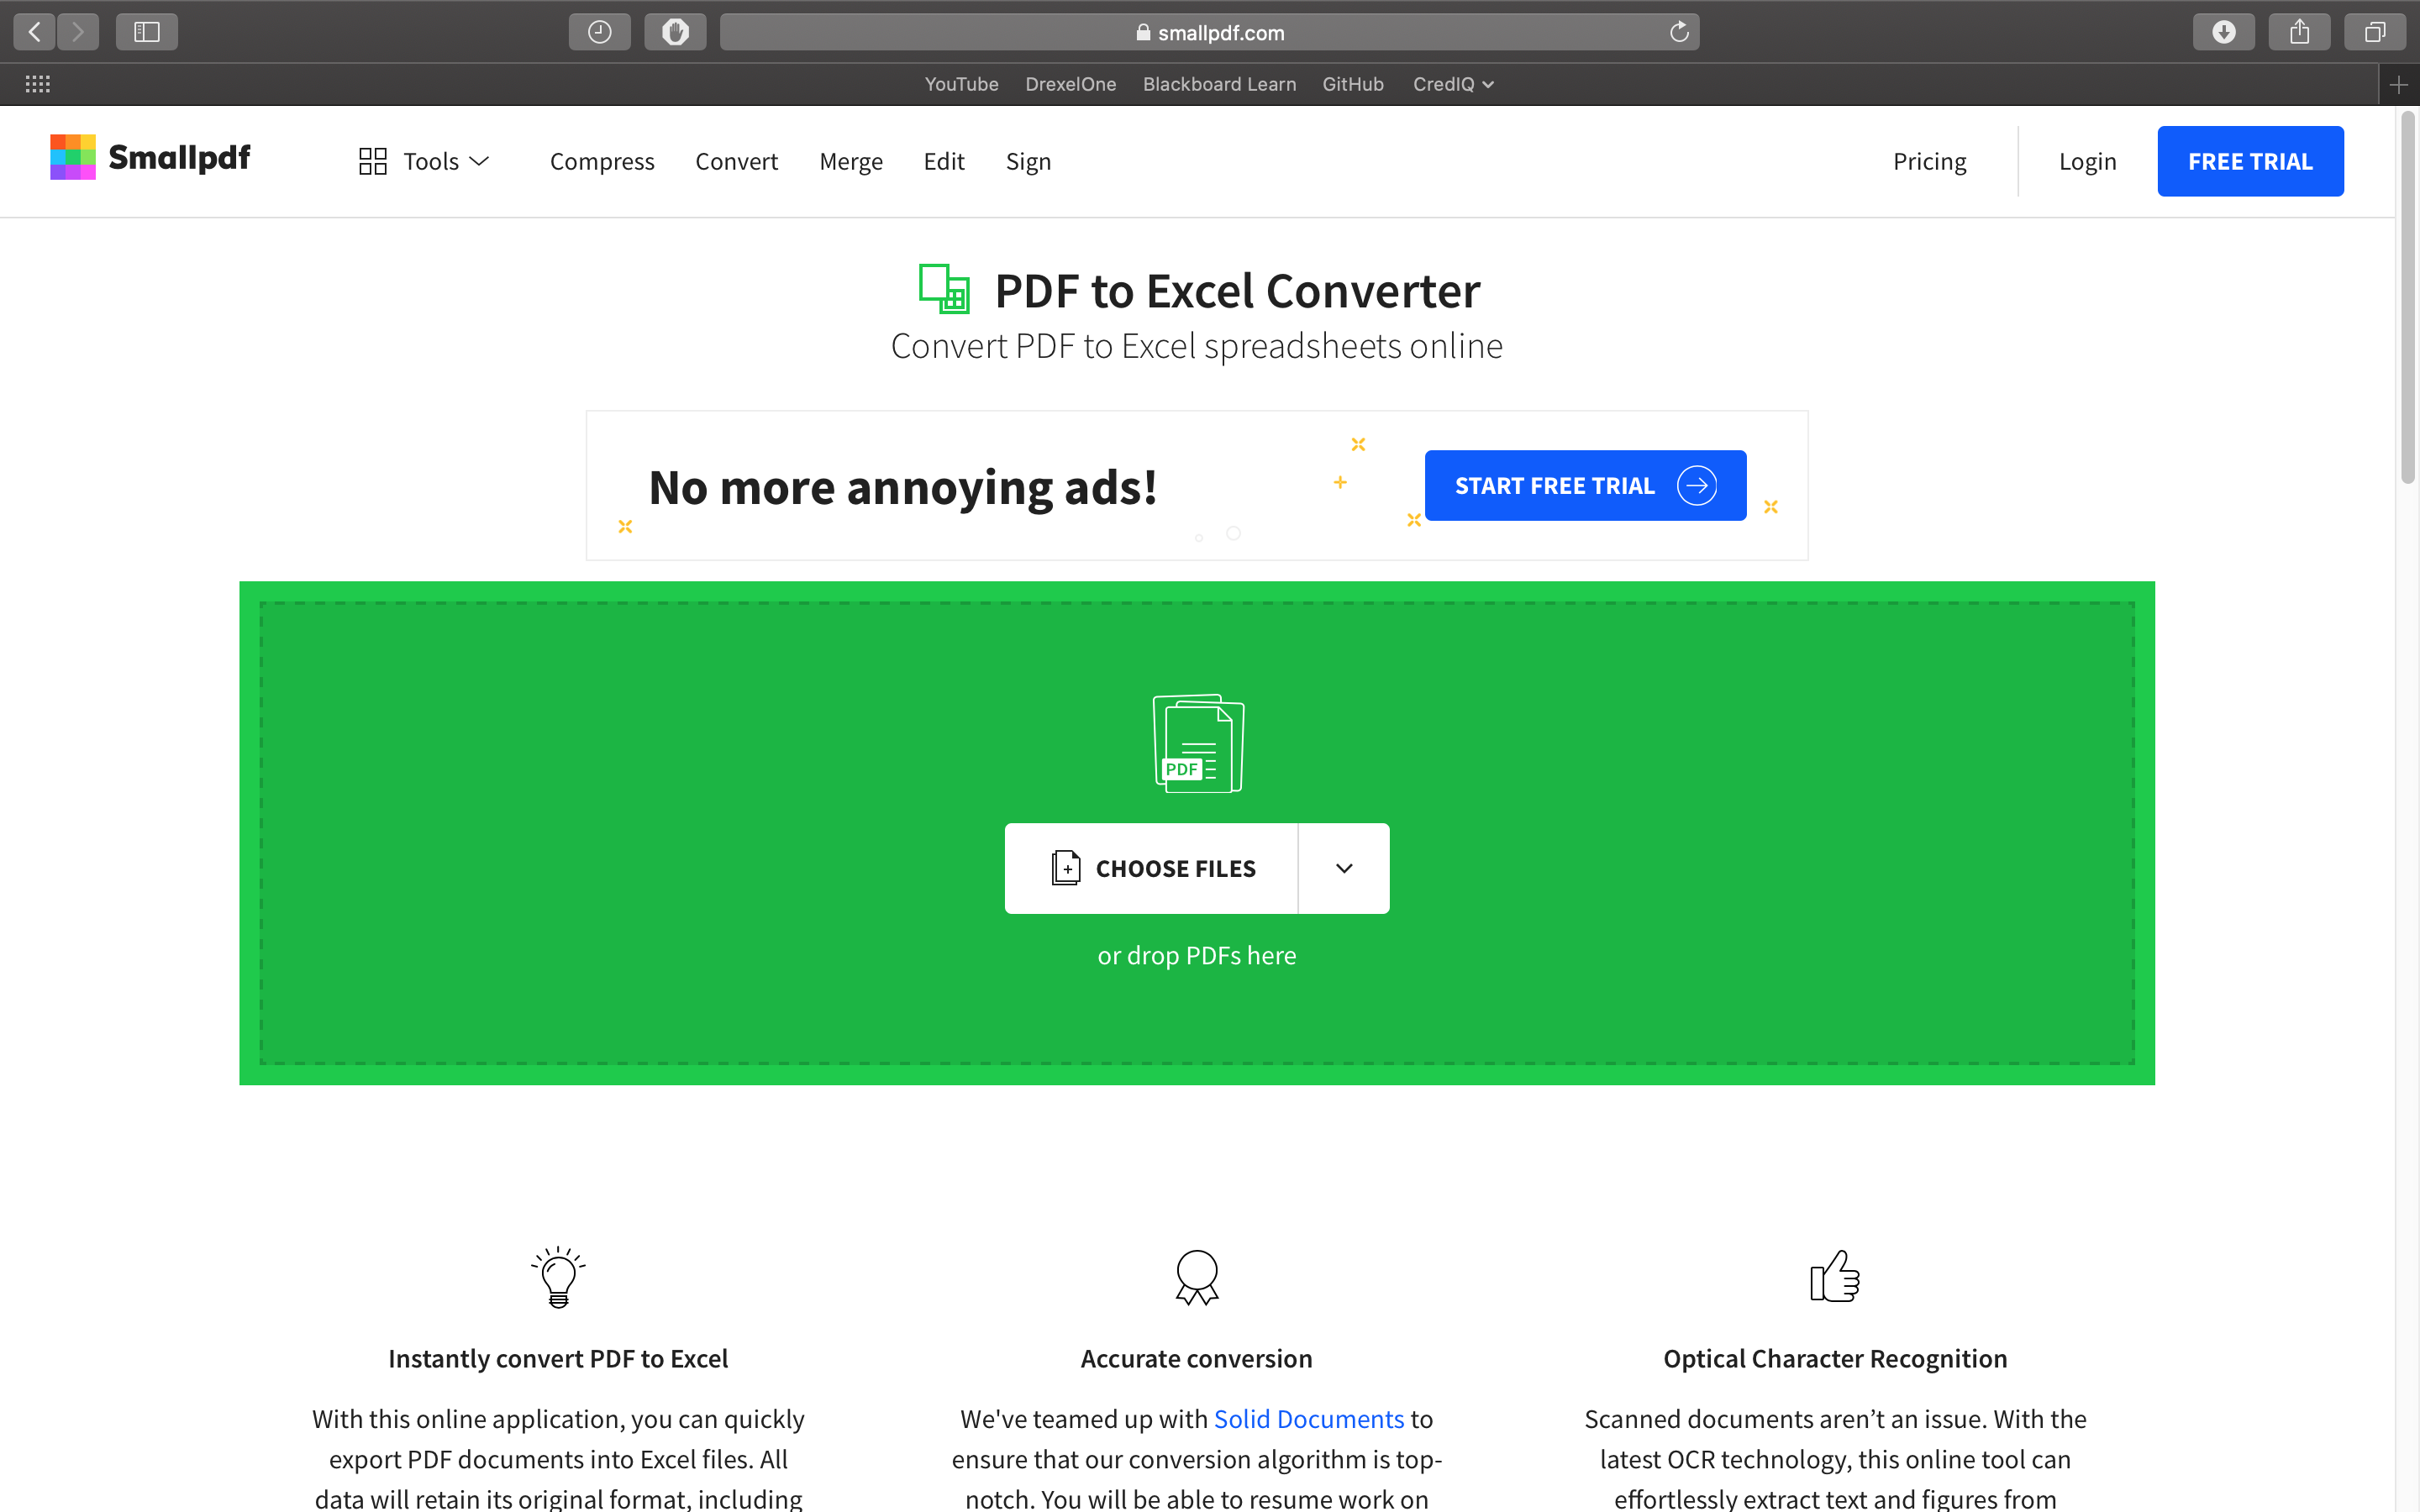 smallpdf.com
YouTube DrexelOne Blackboard Learn GitHub CredIQ
Smallpdf Tools Compress Convert Merge Edit Sign Pricing Login FREE TRIAL
PDF to Excel Converter
Convert PDF to Excel spreadsheets online
No more annoying ads! START FREE TRIAL
PDF
CHOOSE FILES
or drop PDFs here
Instantly convert PDF to Excel
With this online application, you can quickly
export PDF documents into Excel files. All
data will retain its original format, including
Accurate conversion
We've teamed up with Solid Documents to
ensure that our conversion algorithm is top-
notch. You will be able to resume work on
Optical Character Recognition
Scanned documents aren’t an issue. With the
latest OCR technology, this online tool can
effortlessly extract text and figures from